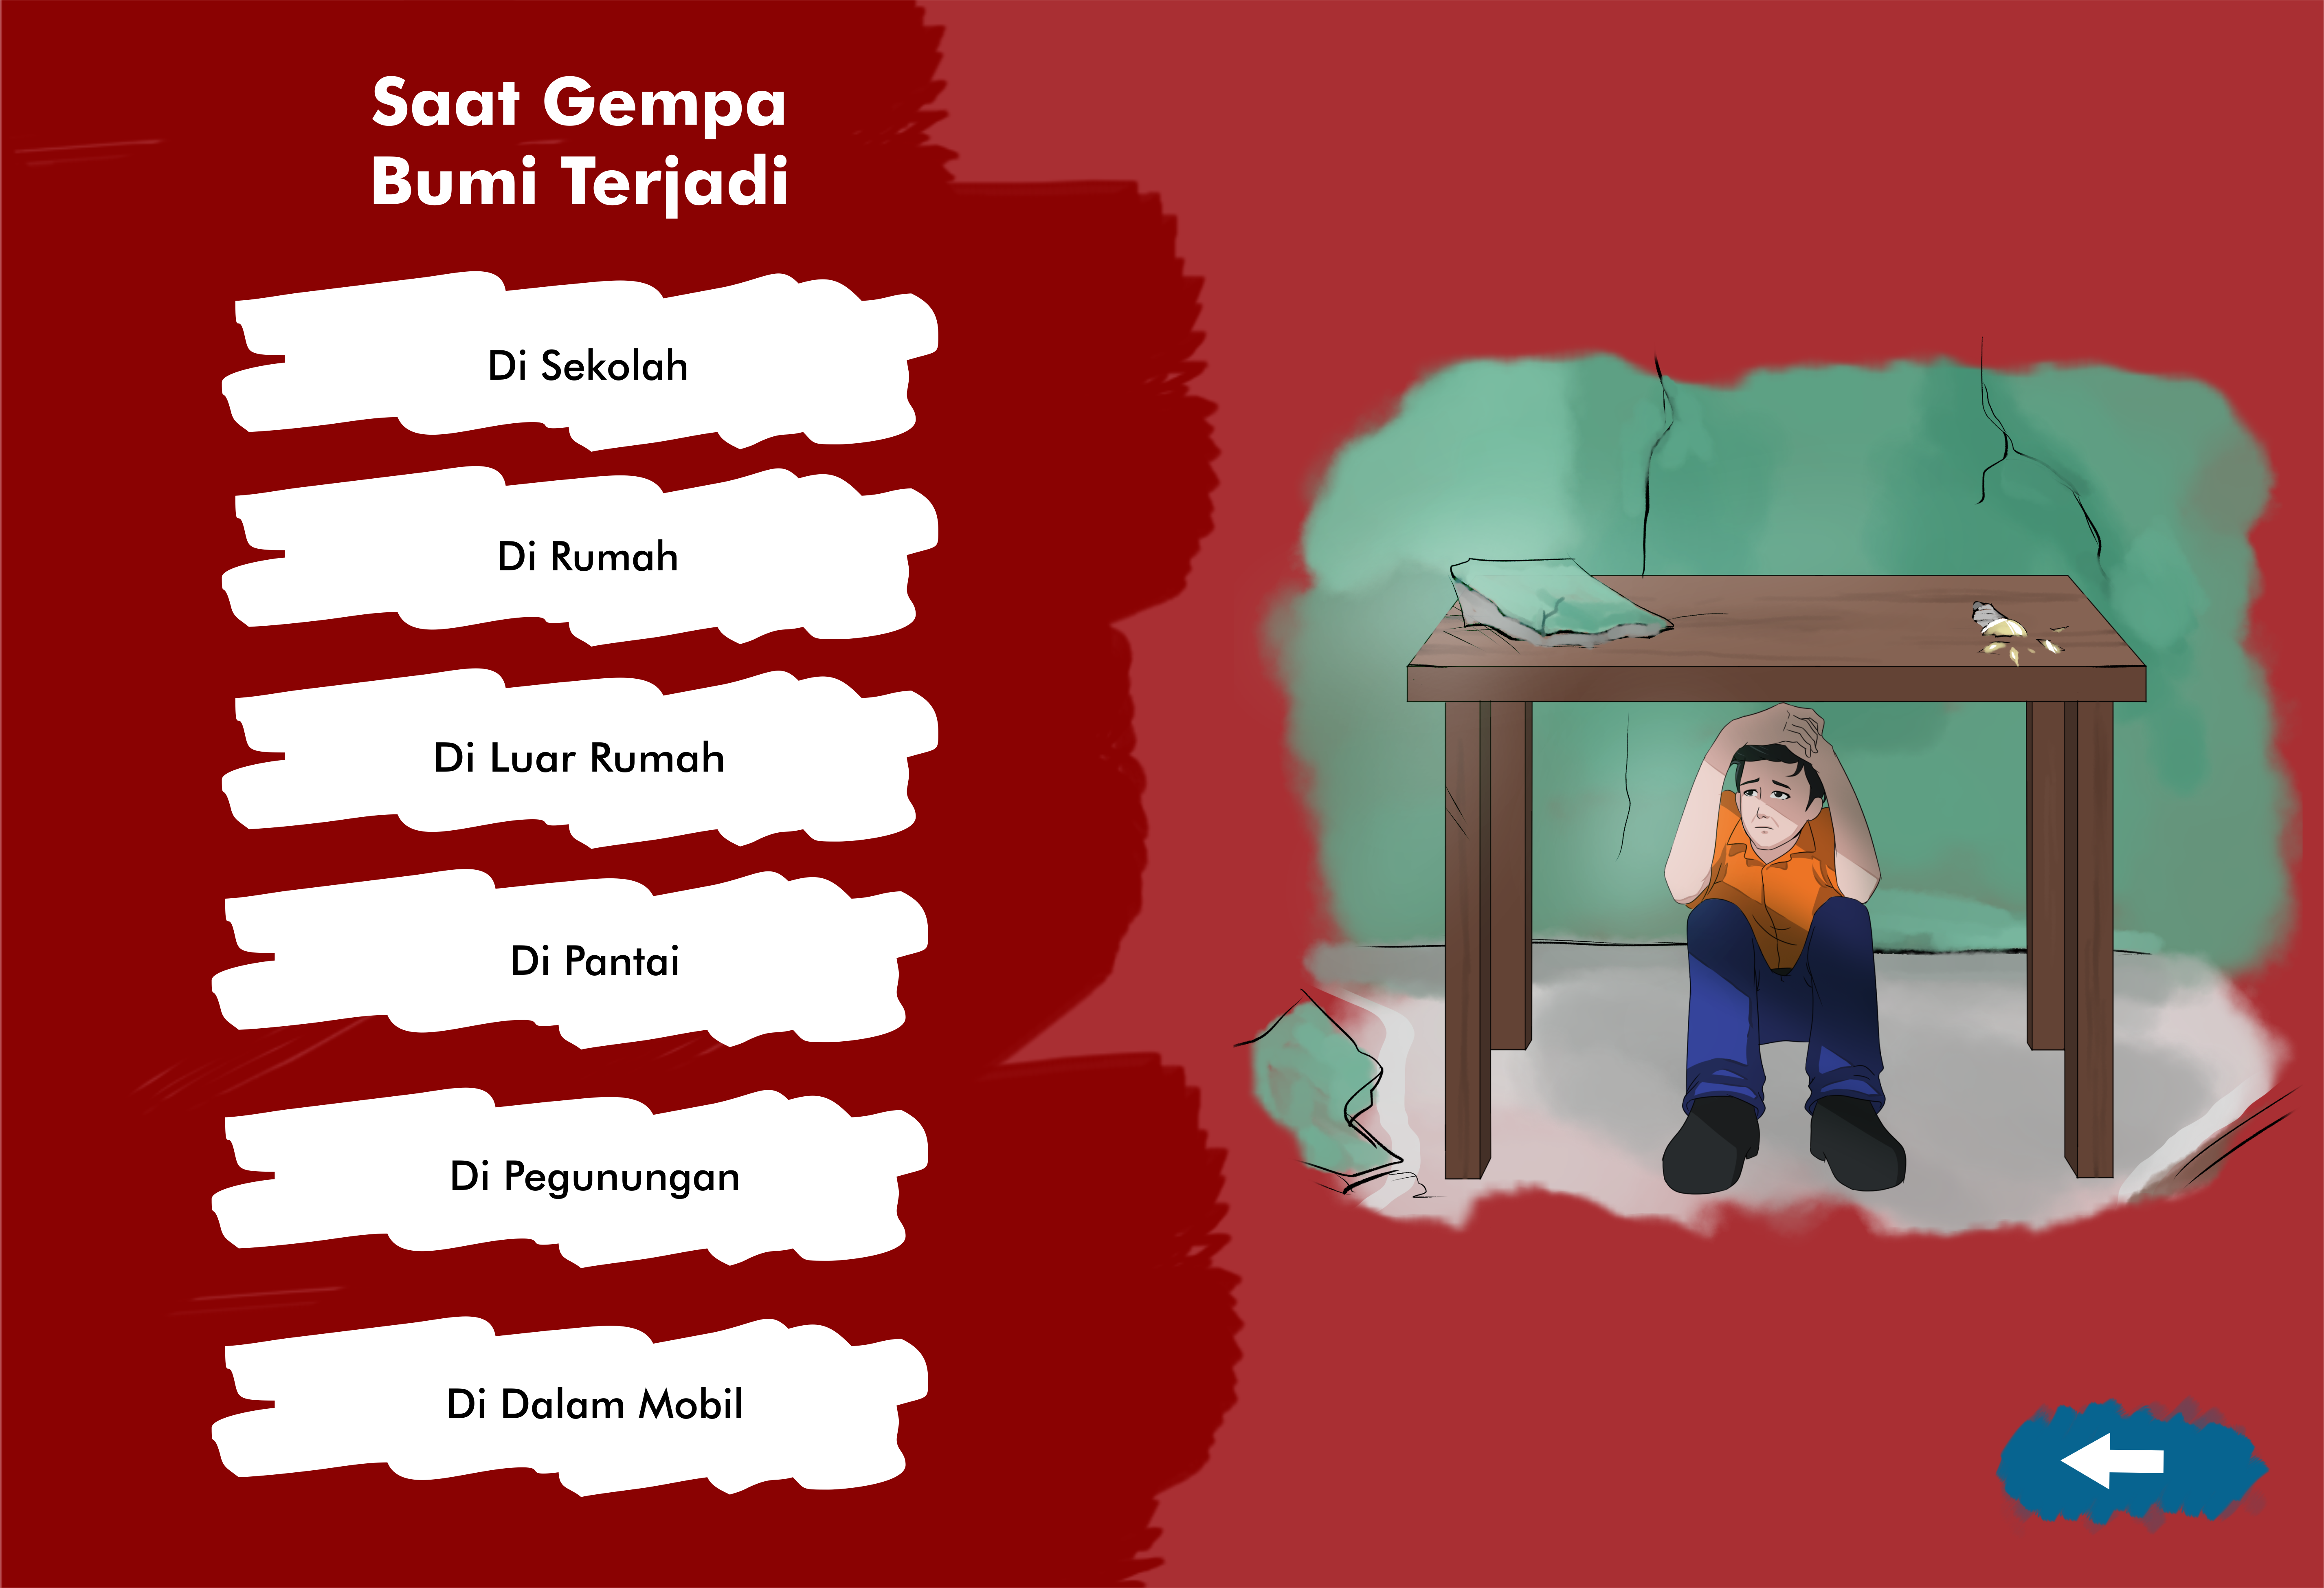 Saat Gempa
Bumi Terjadi
Di Sekolah
Di Rumah
Di Luar Rumah
Di Pantai
Di Pegunungan
Di Dalam Mobil